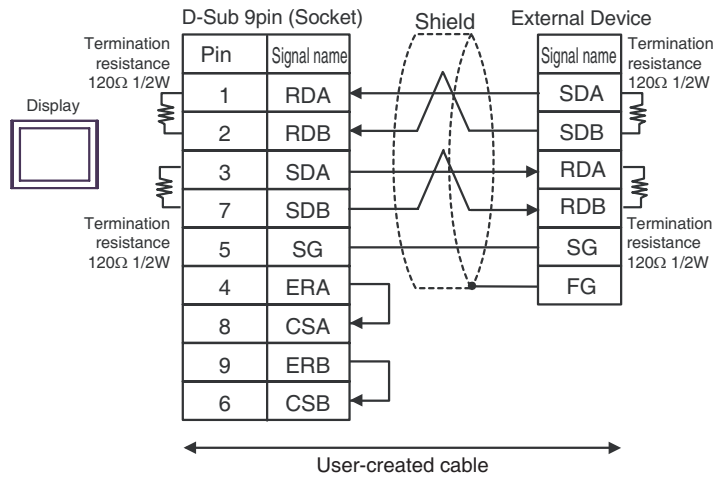 D-Sub 9pin (Socket)
Shield
External Device
Termination
resistance
120Ω 1/2W
Display
Termination
resistance
120Ω 1/2W
Pin Signal name
1 RDA
2 RDB
3 SDA
7 SDB
5 SG
4 ERA
8 CSA
9 ERB
6 CSB
Signal name
SDA
SDB
RDA
RDB
SG
FG
Termination
resistance
120Ω 1/2W
Termination
resistance
120Ω 1/2W
User-created cable